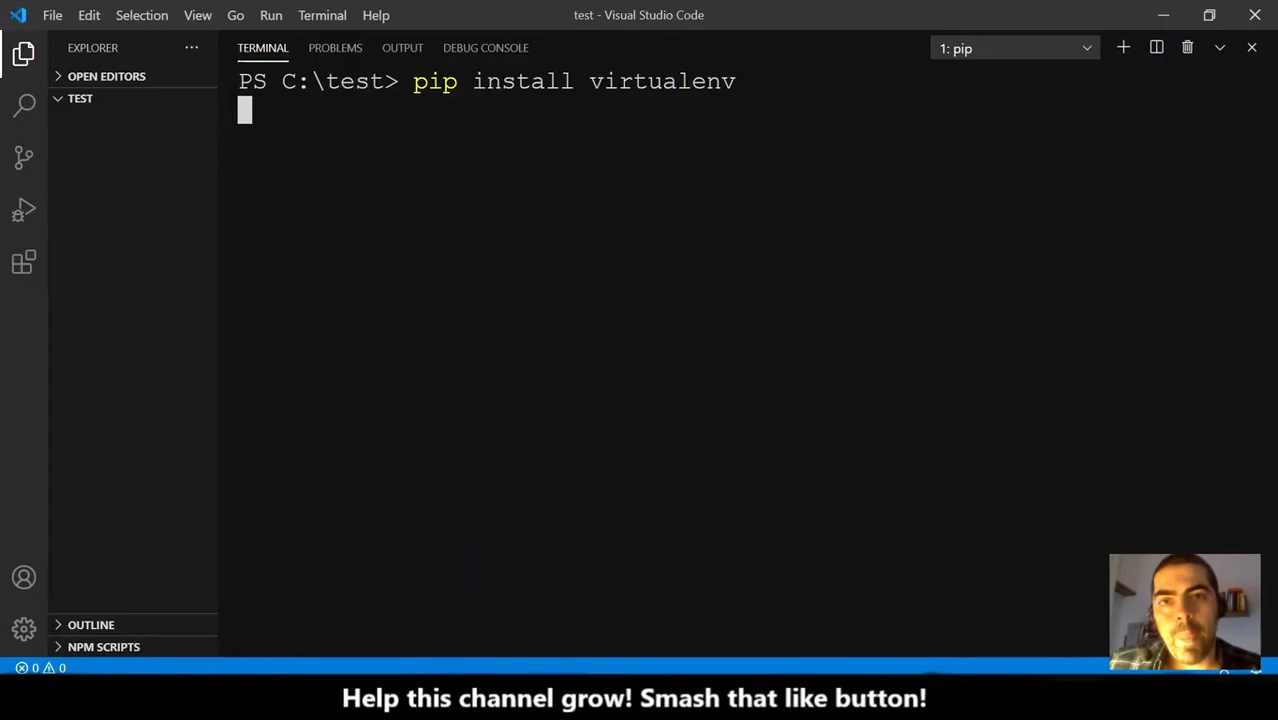 File Edit Selection View Go Run Terminal Help
test - Visual Studio Code
EXPLORER
TERMINAL PROBLEMS OUTPUT DEBUG CONSOLE
1: pip
OPEN EDITORS
TEST
PS C:\test> pip install virtualenv
OUTLINE
NPM SCRIPTS
0 0
Help this channel grow! Smash that like button!